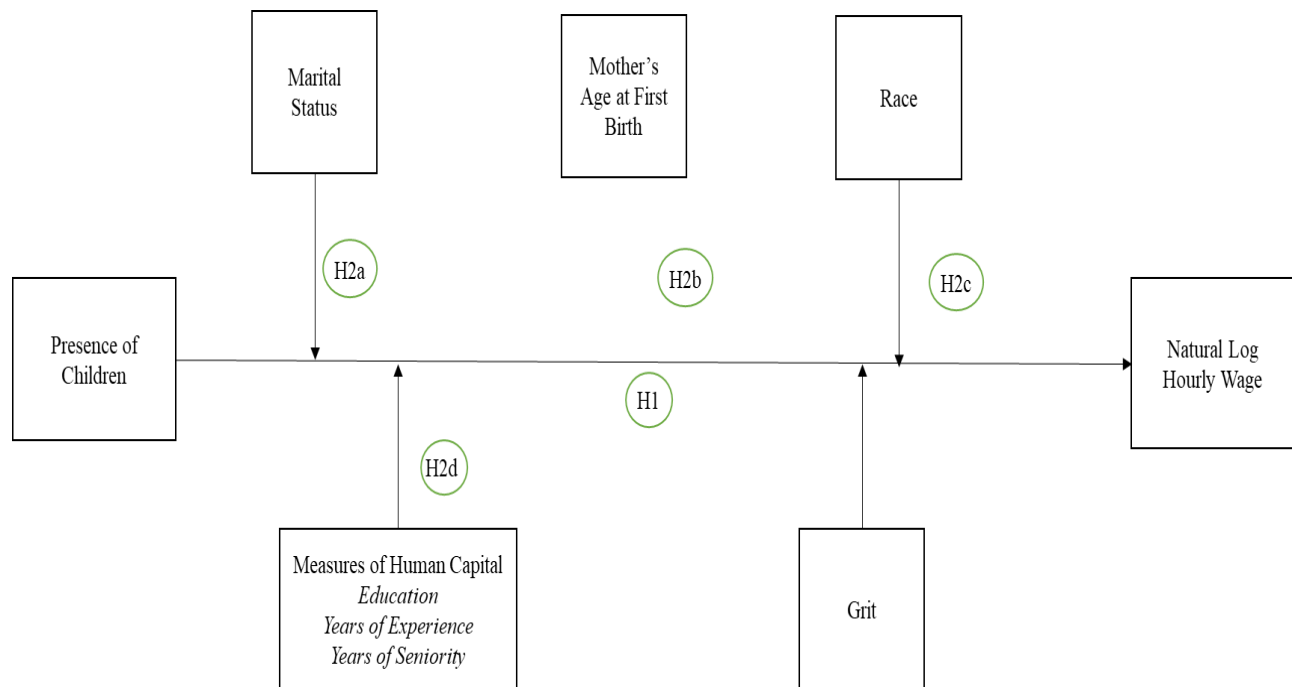 Marital
Status
Mother’s
Age at First
Birth
Race
H2a
H2b
H2c
Presence of
Children
Natural Log
Hourly Wage
H1
H2d
Measures of Human Capital
Education
Years of Experience
Years of Seniority
Grit